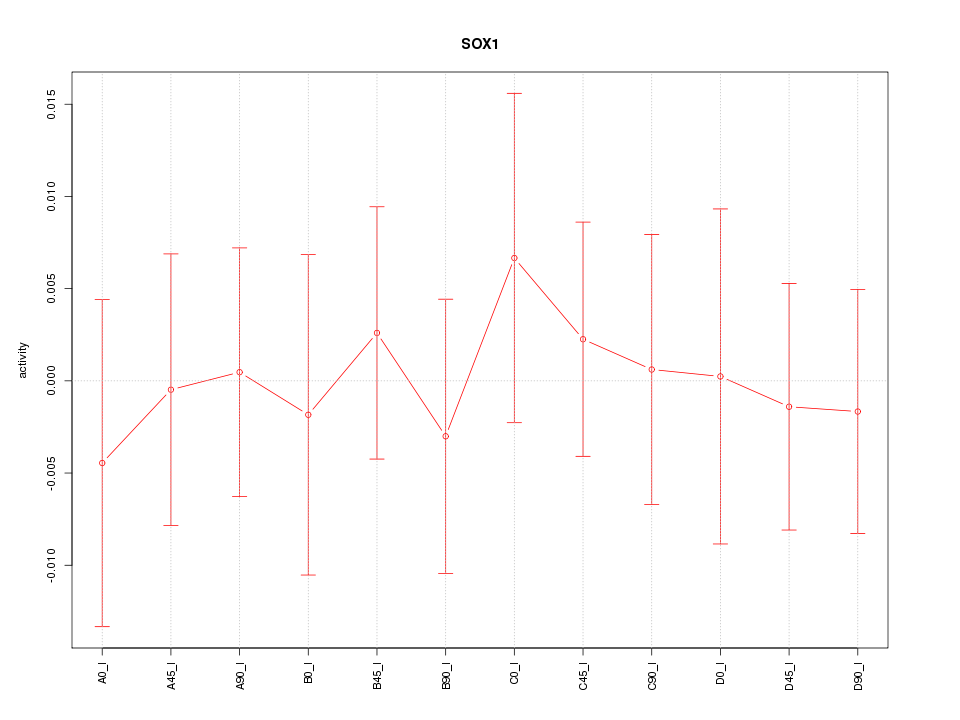 SOX1
activity
0.015
0.010
0.005
0.000
-0.005
-0.010
A0_I
A45_I
A90_I
B0_I
B45_I
B90_I
C0_I
C45_I
C90_I
D0_I
D45_I
D90_I